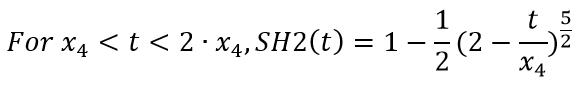 For x₄ < t < 2 · x₄, SH2(t) = 1 − 1/2 (2 − t/x₄)^(5/2)